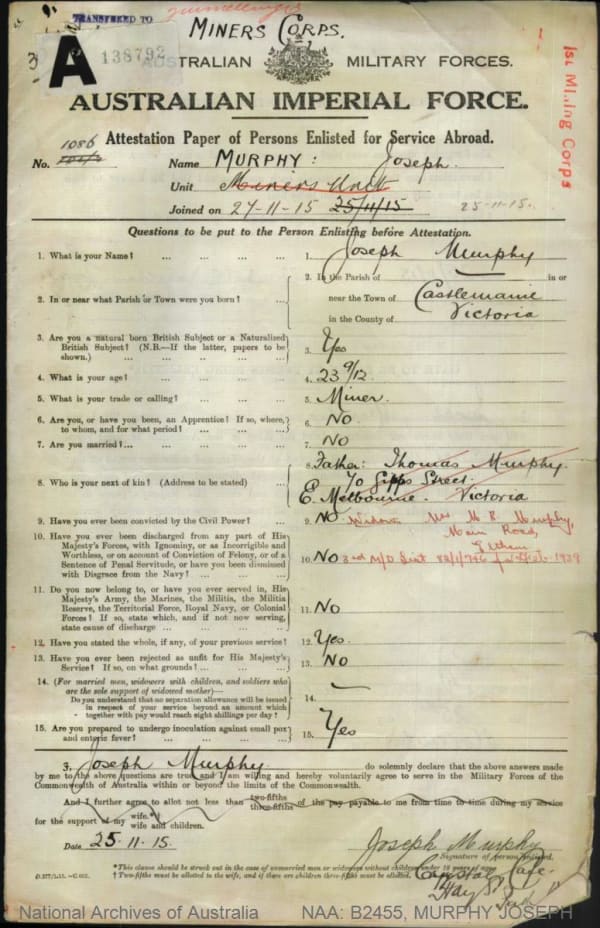 TRANSFERRED TO
MINERS CORPS.
A 138792
AUSTRALIAN MILITARY FORCES.
AUSTRALIAN IMPERIAL FORCE.
1st Mining Corps
Attestation Paper of Persons Enlisted for Service Abroad.
No. 1086 Name MURPHY: Joseph.
Unit Miners Unit
Joined on 27-11-15 25/11/15 25-11-15.
Questions to be put to the Person Enlisting before Attestation.
1. What is your Name? ... ... ... ... 1. Joseph Murphy
2. In or near what Parish or Town were you born? ... 2. In the Parish of in or
near the Town of Castlemaine
in the County of Victoria
3. Are you a natural born British Subject or a Naturalized
British Subject? (N.B.—If the latter, papers to be
shown.) ... ... ... ... ... 3. Yes
4. What is your age? ... ... ... ... 4. 23 9/12.
5. What is your trade or calling? ... ... ... 5. Miner.
6. Are you, or have you been, an Apprentice? If so, where,
to whom, and for what period? ... ... ... 6. NO.
7. Are you married? ... ... ... ... ... 7. NO
8. Who is your next of kin? (Address to be stated) ... 8. Father: Thomas Murphy.
70 Gipps Street.
E. Melbourne. Victoria
9. Have you ever been convicted by the Civil Power? ... 9. NO Widow Mrs M. E. Murphy,
Main Road,
Eltham
10. Have you ever been discharged from any part of His
Majesty's Forces, with Ignominy, or as Incorrigible and
Worthless, or on account of Conviction of Felony, or of a
Sentence of Penal Servitude, or have you been dismissed
with Disgrace from the Navy? ... ... ... 10. NO 3rd M/D 1939
11. Do you now belong to, or have you ever served in, His
Majesty's Army, the Marines, the Militia, the Militia
Reserve, the Territorial Force, Royal Navy, or Colonial
Forces? If so, state which, and if not now serving,
state cause of discharge ... ... ... ... 11. NO
12. Have you stated the whole, if any, of your previous service? 12. Yes.
13. Have you ever been rejected as unfit for His Majesty's
Service? If so, on what grounds? ... ... ... 13. NO
14. (For married men, widowers with children, and soldiers who
are the sole support of widowed mother)—
Do you understand that no separation allowance will be issued
in respect of your service beyond an amount which
together with pay would reach eight shillings per day? 14. —
15. Are you prepared to undergo inoculation against small pox
and enteric fever? ... ... ... ... 15. Yes
I, Joseph Murphy do solemnly declare that the above answers made
by me to the above questions are true, and I am willing and hereby voluntarily agree to serve in the Military Forces of the
Commonwealth of Australia within or beyond the limits of the Commonwealth.
And I further agree to allot not less than two-fifths three-fifths of the pay payable to me from time to time during my service
for the support of my wife.*† wife and children.
Date 25-11-15. Joseph Murphy
Signature of person enlisted.
*This clause should be struck out in the case of unmarried men or widowers without children under 18 years of age.
†Two-fifths must be allotted to the wife, and if there are children three-fifths must be allotted.
Hay St
National Archives of Australia NAA: B2455, MURPHY JOSEPH